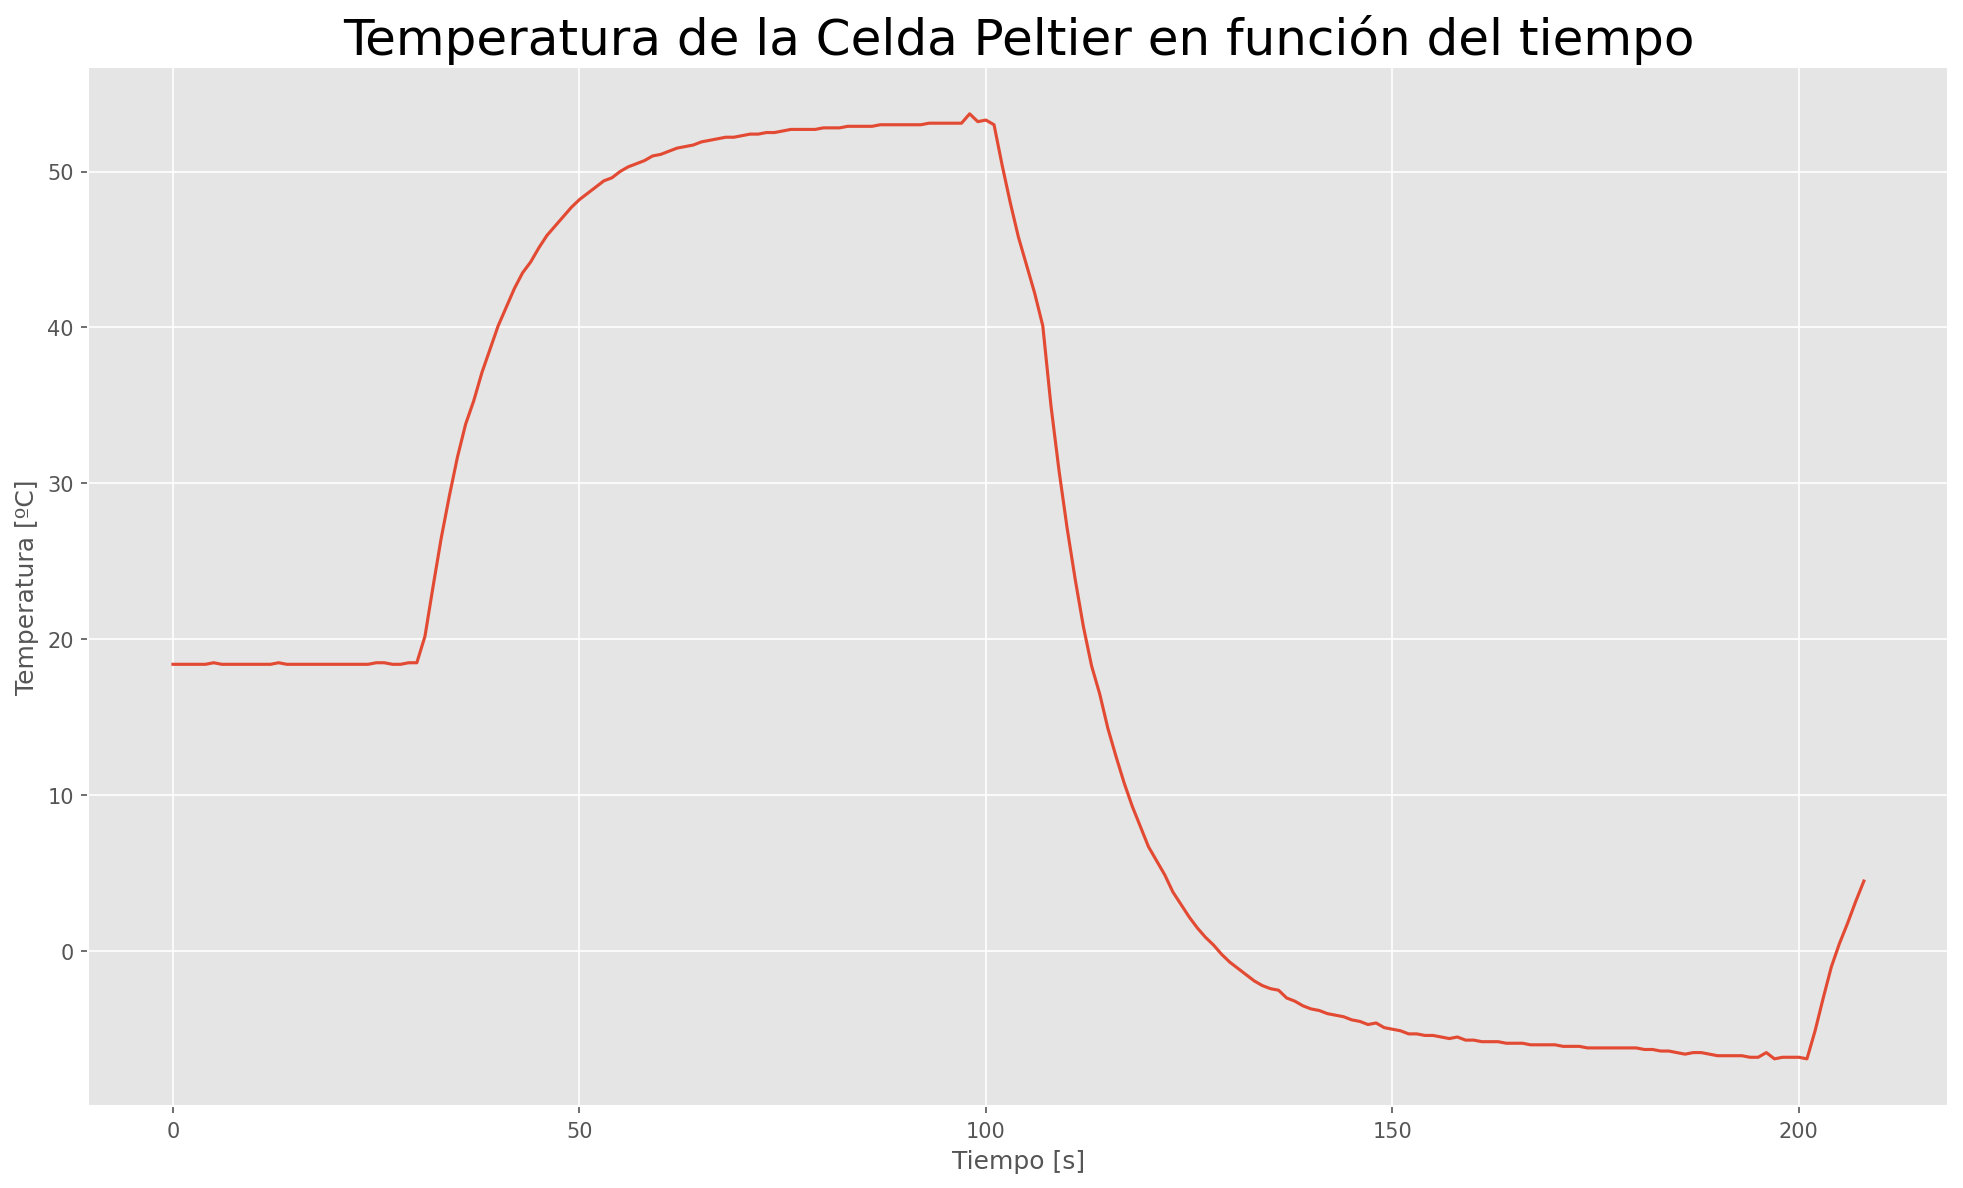 Temperatura de la Celda Peltier en función del tiempo
Temperatura [ºC]
50
40
30
20
10
0
0 50 100 150 200
Tiempo [s]